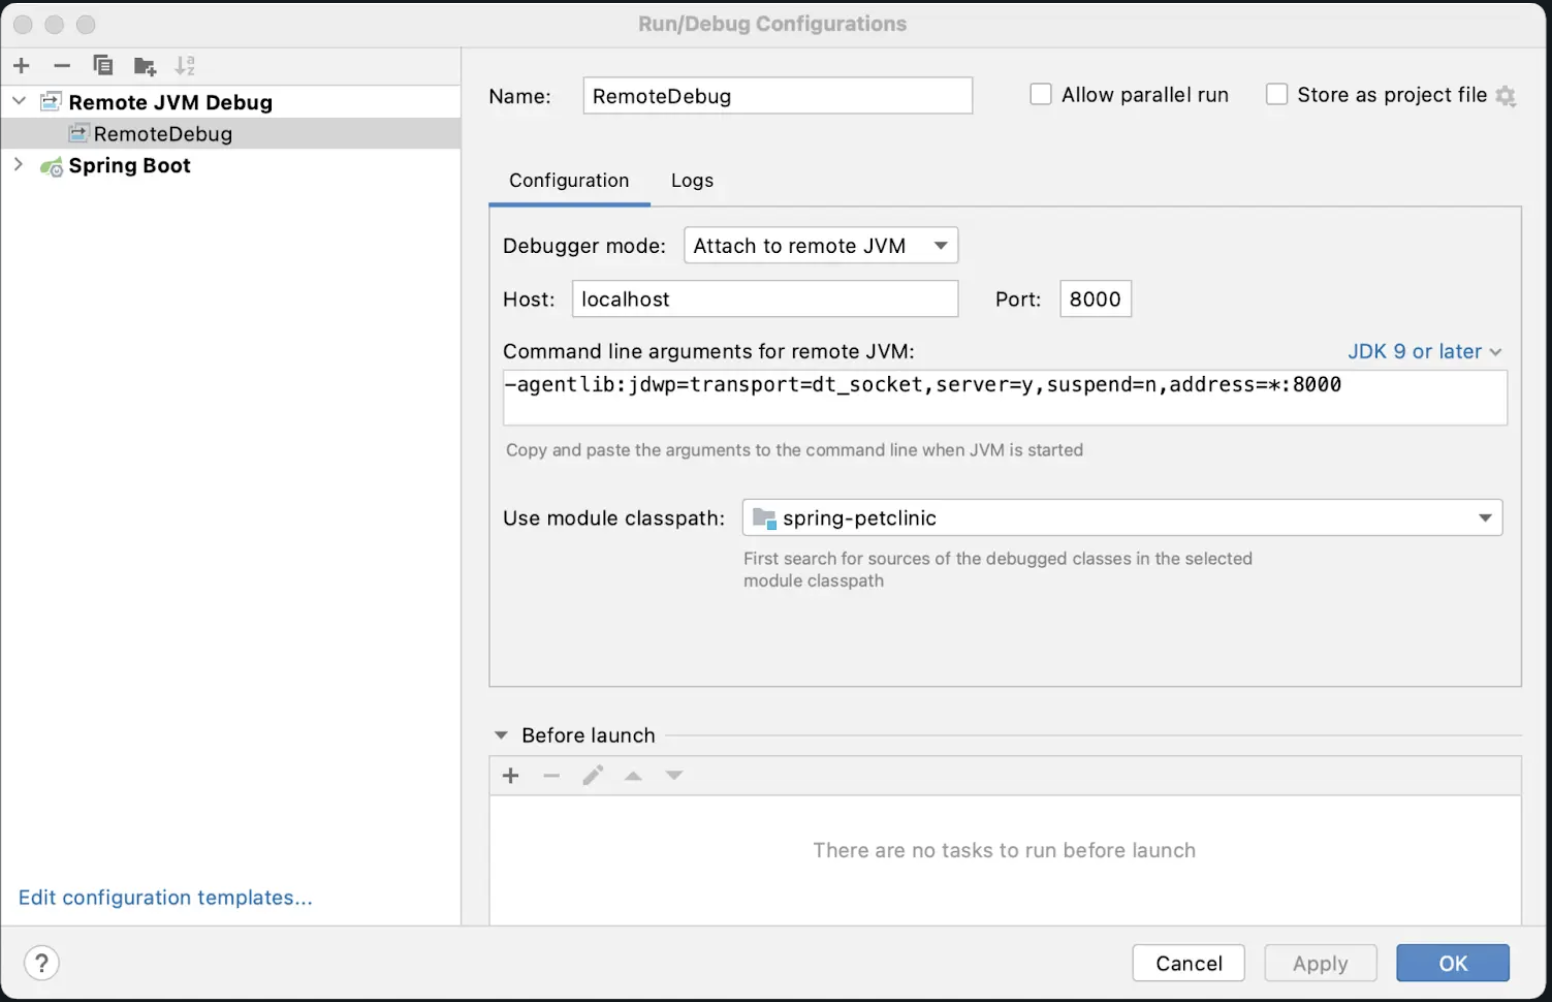 Run/Debug Configurations
Remote JVM Debug
RemoteDebug
Spring Boot
Edit configuration templates...
Name: RemoteDebug
Allow parallel run
Store as project file
Configuration
Logs
Debugger mode: Attach to remote JVM
Host: localhost
Port: 8000
Command line arguments for remote JVM:
JDK 9 or later
-agentlib:jdwp=transport=dt_socket,server=y,suspend=n,address=*:8000
Copy and paste the arguments to the command line when JVM is started
Use module classpath: spring-petclinic
First search for sources of the debugged classes in the selected
module classpath
Before launch
There are no tasks to run before launch
?
Cancel
Apply
OK